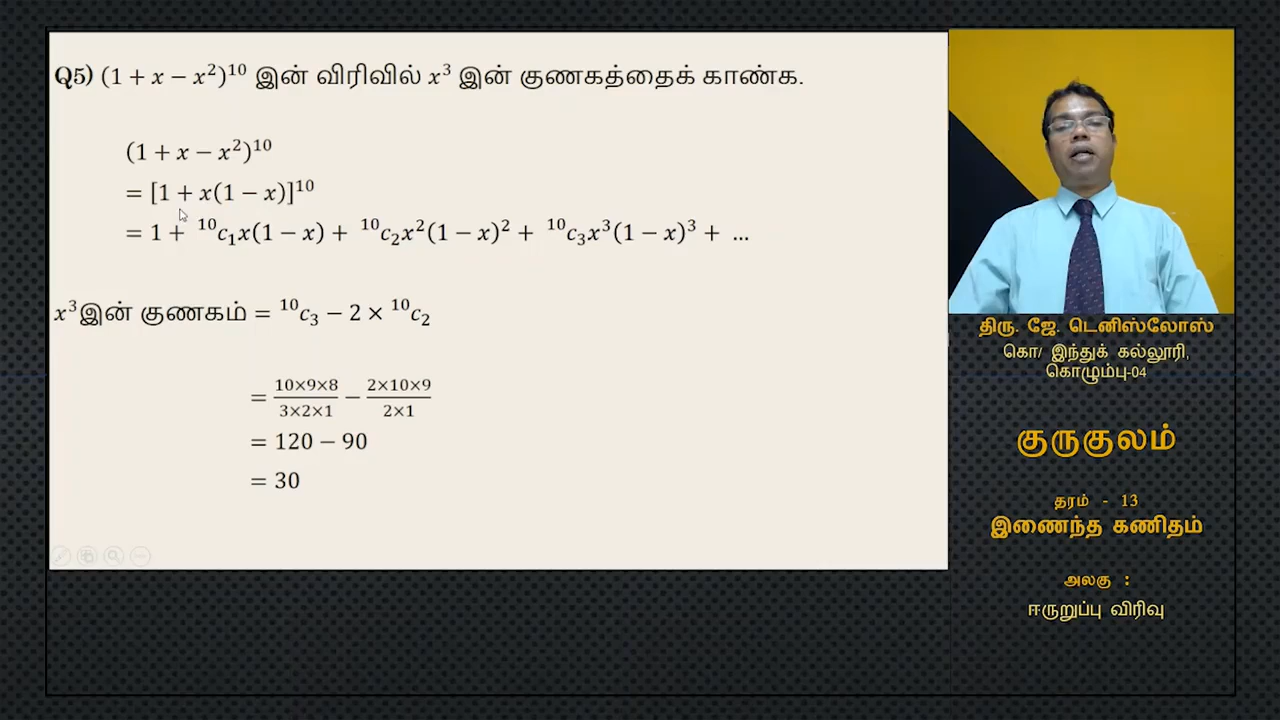 Q5) (1 + x − x²)¹⁰ இன் விரிவில் x³ இன் குணகத்தைக் காண்க.
(1 + x − x²)¹⁰
= [1 + x(1 − x)]¹⁰
= 1 + ¹⁰c₁x(1 − x) + ¹⁰c₂x²(1 − x)² + ¹⁰c₃x³(1 − x)³ + ...
x³இன் குணகம் = ¹⁰c₃ − 2 × ¹⁰c₂
= 10×9×8/3×2×1 − 2×10×9/2×1
= 120 − 90
= 30
திரு. ஜே. டெனிஸ்லோஸ்
கொ/ இந்துக் கல்லூரி,
கொழும்பு-04
குருகுலம்
தரம் - 13
இணைந்த கணிதம்
அலகு :
ஈருறுப்பு விரிவு